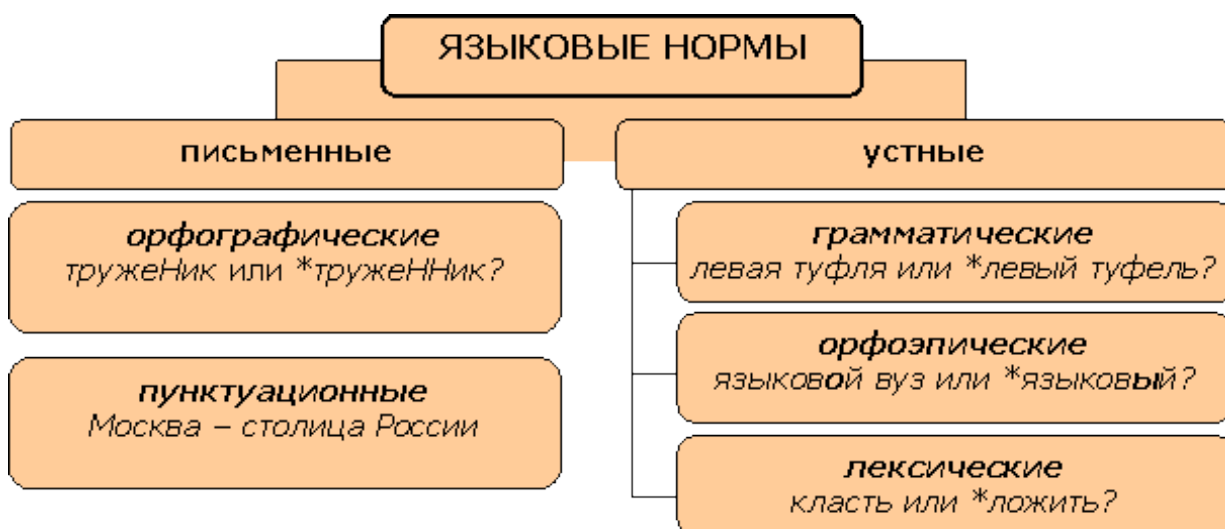 ЯЗЫКОВЫЕ НОРМЫ
письменные
орфографические
тружеНик или *тружеННик?
пунктуационные
Москва – столица России
устные
грамматические
левая туфля или *левый туфель?
орфоэпические
языковой вуз или *языковый?
лексические
класть или *ложить?